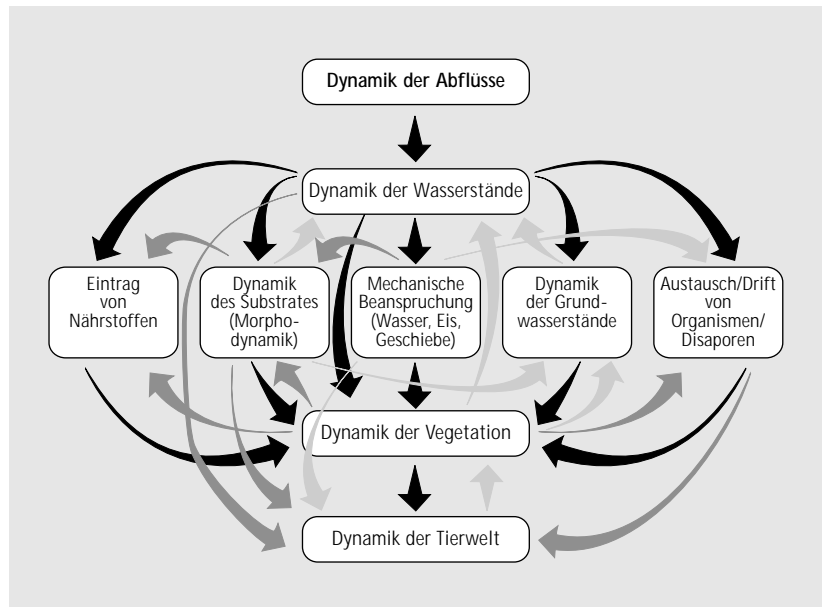 Dynamik der Abflüsse
Dynamik der Wasserstände
Eintrag
von
Nährstoffen
Dynamik
des Substrates
(Morpho-
dynamik)
Mechanische
Beanspruchung
(Wasser, Eis,
Geschiebe)
Dynamik
der Grund-
wasserstände
Austausch/Drift
von
Organismen/
Disaporen
Dynamik der Vegetation
Dynamik der Tierwelt